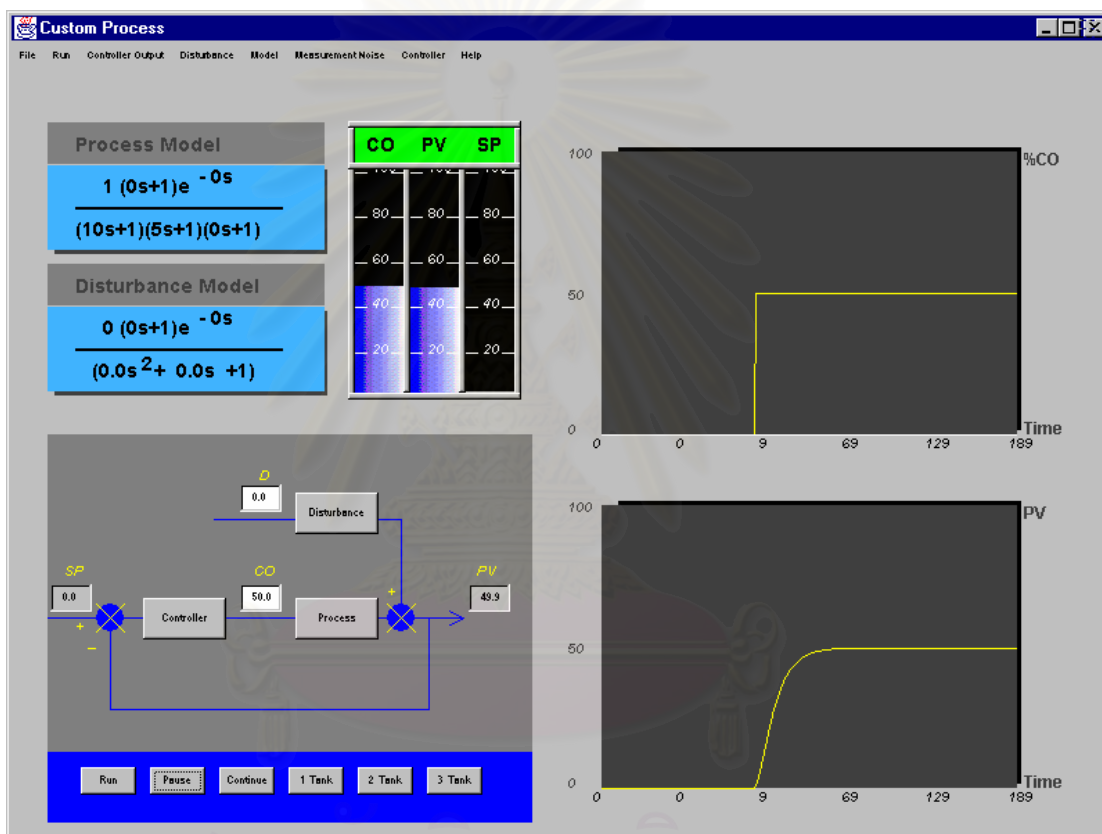 Custom Process
File Run Controller Output Disturbance Model Measurement Noise Controller Help
Process Model
1 (0s+1)e -0s
(10s+1)(5s+1)(0s+1)
Disturbance Model
0 (0s+1)e -0s
(0.0s2+ 0.0s +1)
CO PV SP
100 100 100
80 80 80
60 60 60
40 40 40
20 20 20
100
%CO
50
0
Time
0 0 9 69 129 189
D
0.0
Disturbance
SP
0.0
CO
50.0
PV
49.9
+
+
−
Controller
Process
100
PV
50
0
Time
0 0 9 69 129 189
Run Pause Continue 1 Tank 2 Tank 3 Tank